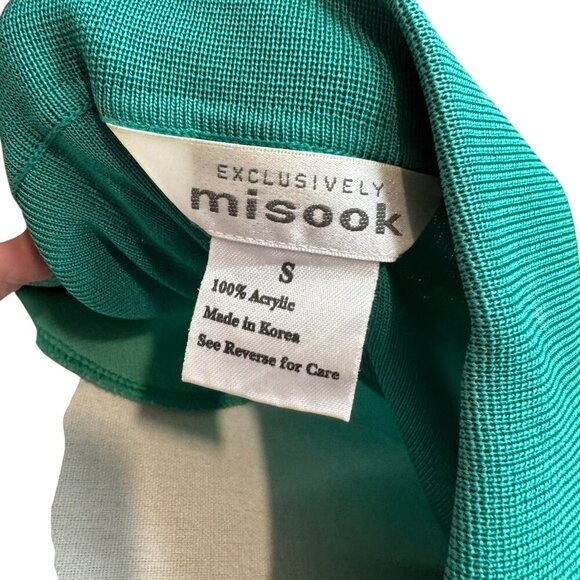 EXCLUSIVELY
misook
S
100% Acrylic
Made in Korea
See Reverse for Care